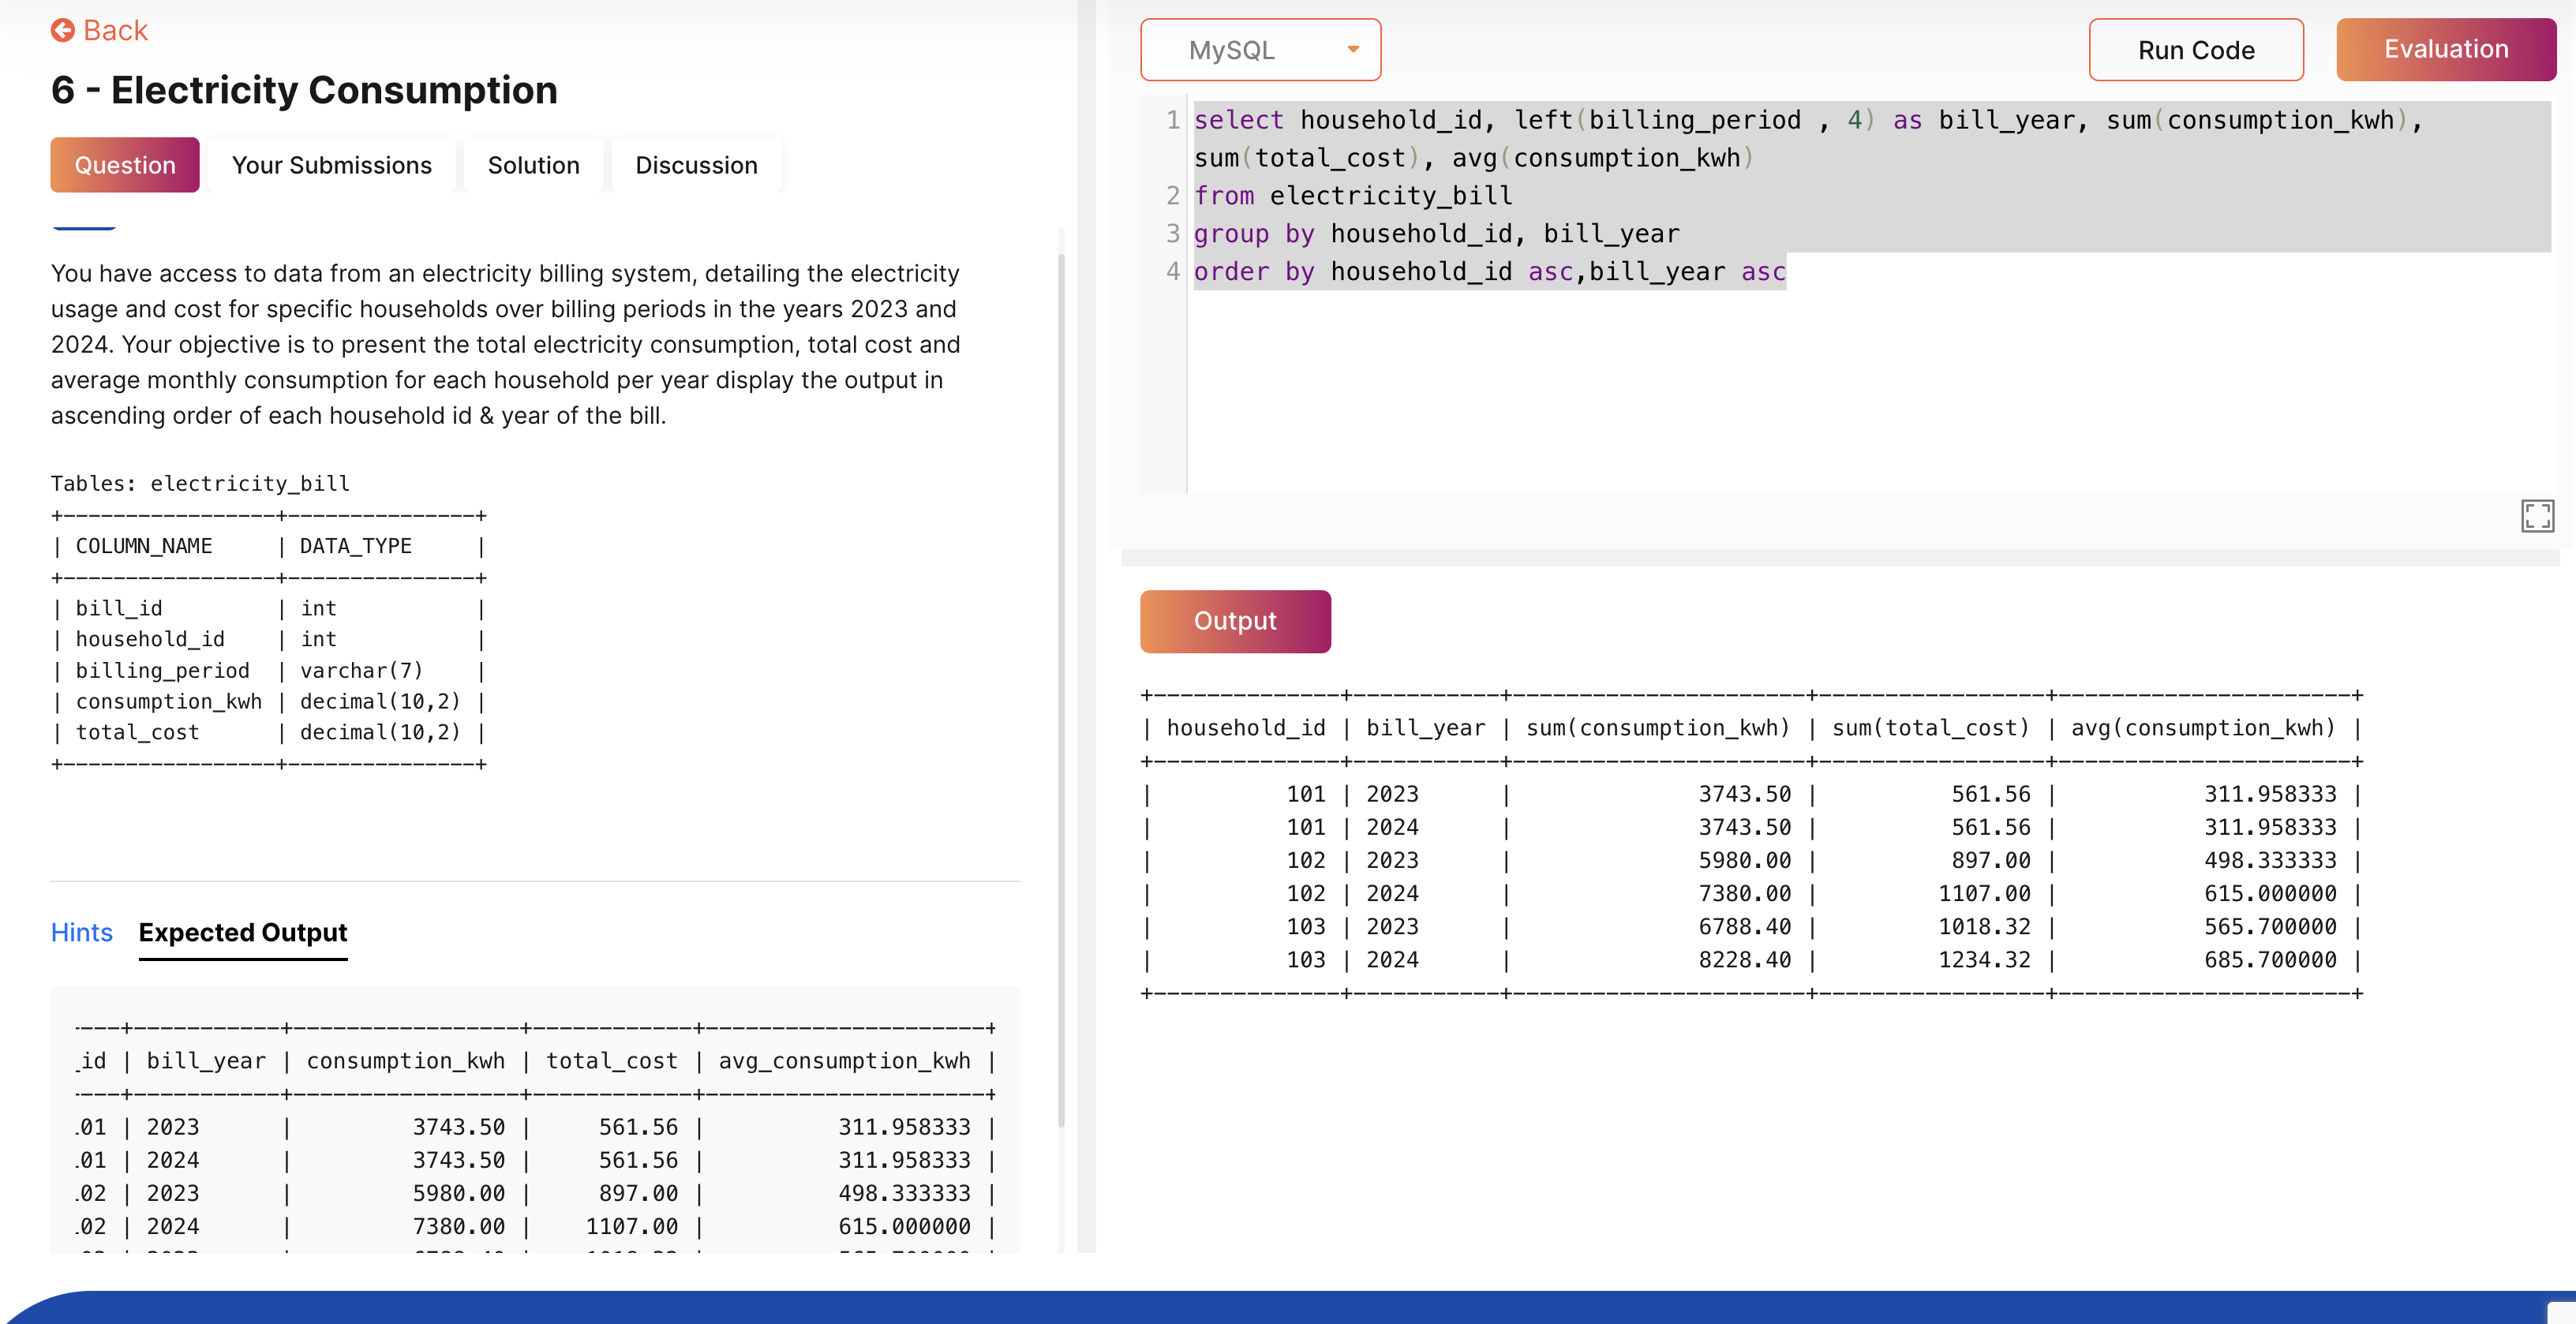 Back
6 - Electricity Consumption
Question Your Submissions Solution Discussion
You have access to data from an electricity billing system, detailing the electricity
usage and cost for specific households over billing periods in the years 2023 and
2024. Your objective is to present the total electricity consumption, total cost and
average monthly consumption for each household per year display the output in
ascending order of each household id & year of the bill.
Tables: electricity_bill
+-----------------+---------------+
| COLUMN_NAME | DATA_TYPE |
+-----------------+---------------+
| bill_id | int |
| household_id | int |
| billing_period | varchar(7) |
| consumption_kwh | decimal(10,2) |
| total_cost | decimal(10,2) |
+-----------------+---------------+
Hints Expected Output
----+-----------+-----------------+------------+---------------------+
_id | bill_year | consumption_kwh | total_cost | avg_consumption_kwh |
----+-----------+-----------------+------------+---------------------+
01 | 2023 | 3743.50 | 561.56 | 311.958333 |
01 | 2024 | 3743.50 | 561.56 | 311.958333 |
02 | 2023 | 5980.00 | 897.00 | 498.333333 |
02 | 2024 | 7380.00 | 1107.00 | 615.000000 |
MySQL
Run Code Evaluation
1 select household_id, left(billing_period , 4) as bill_year, sum(consumption_kwh),
sum(total_cost), avg(consumption_kwh)
2 from electricity_bill
3 group by household_id, bill_year
4 order by household_id asc,bill_year asc
Output
+--------------+-----------+----------------------+-----------------+----------------------+
| household_id | bill_year | sum(consumption_kwh) | sum(total_cost) | avg(consumption_kwh) |
+--------------+-----------+----------------------+-----------------+----------------------+
| 101 | 2023 | 3743.50 | 561.56 | 311.958333 |
| 101 | 2024 | 3743.50 | 561.56 | 311.958333 |
| 102 | 2023 | 5980.00 | 897.00 | 498.333333 |
| 102 | 2024 | 7380.00 | 1107.00 | 615.000000 |
| 103 | 2023 | 6788.40 | 1018.32 | 565.700000 |
| 103 | 2024 | 8228.40 | 1234.32 | 685.700000 |
+--------------+-----------+----------------------+-----------------+----------------------+